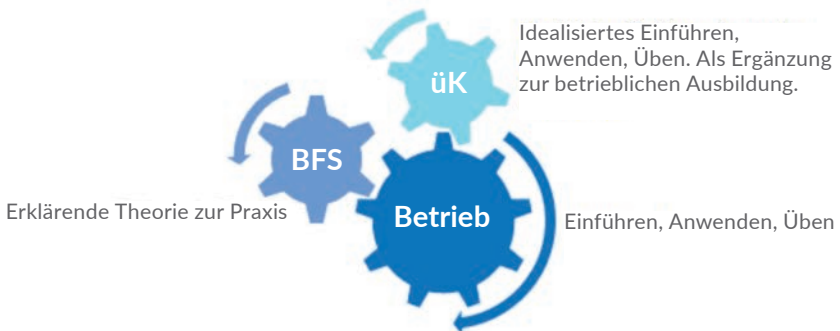 Idealisiertes Einführen,
Anwenden, Üben. Als Ergänzung
zur betrieblichen Ausbildung.
üK
BFS
Erklärende Theorie zur Praxis
Betrieb
Einführen, Anwenden, Üben